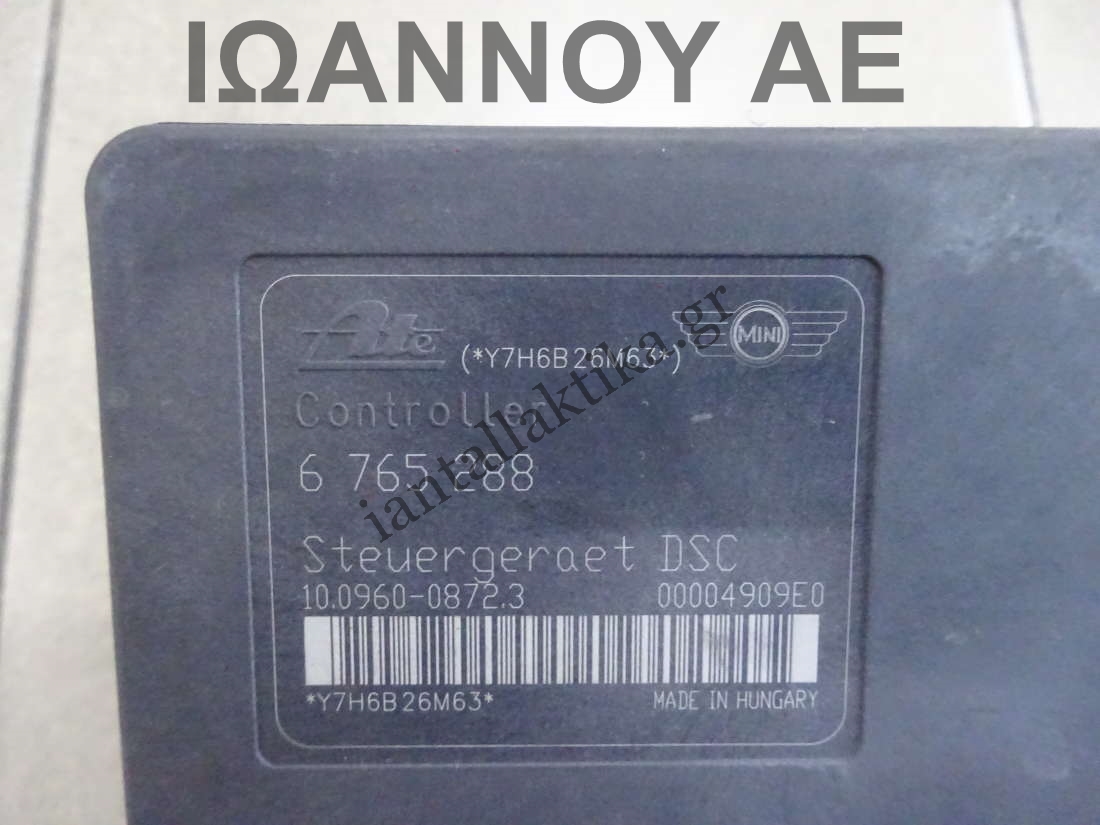 ΙΩΑΝΝΟΥ ΑΕ
Ate
(*Y7H6B26M63*)
MINI
Controller
6 765 288
iantallaktika.gr
Steuergeraet DSC
10.0960-0872.3 00004909E0
*Y7H6B26M63* MADE IN HUNGARY